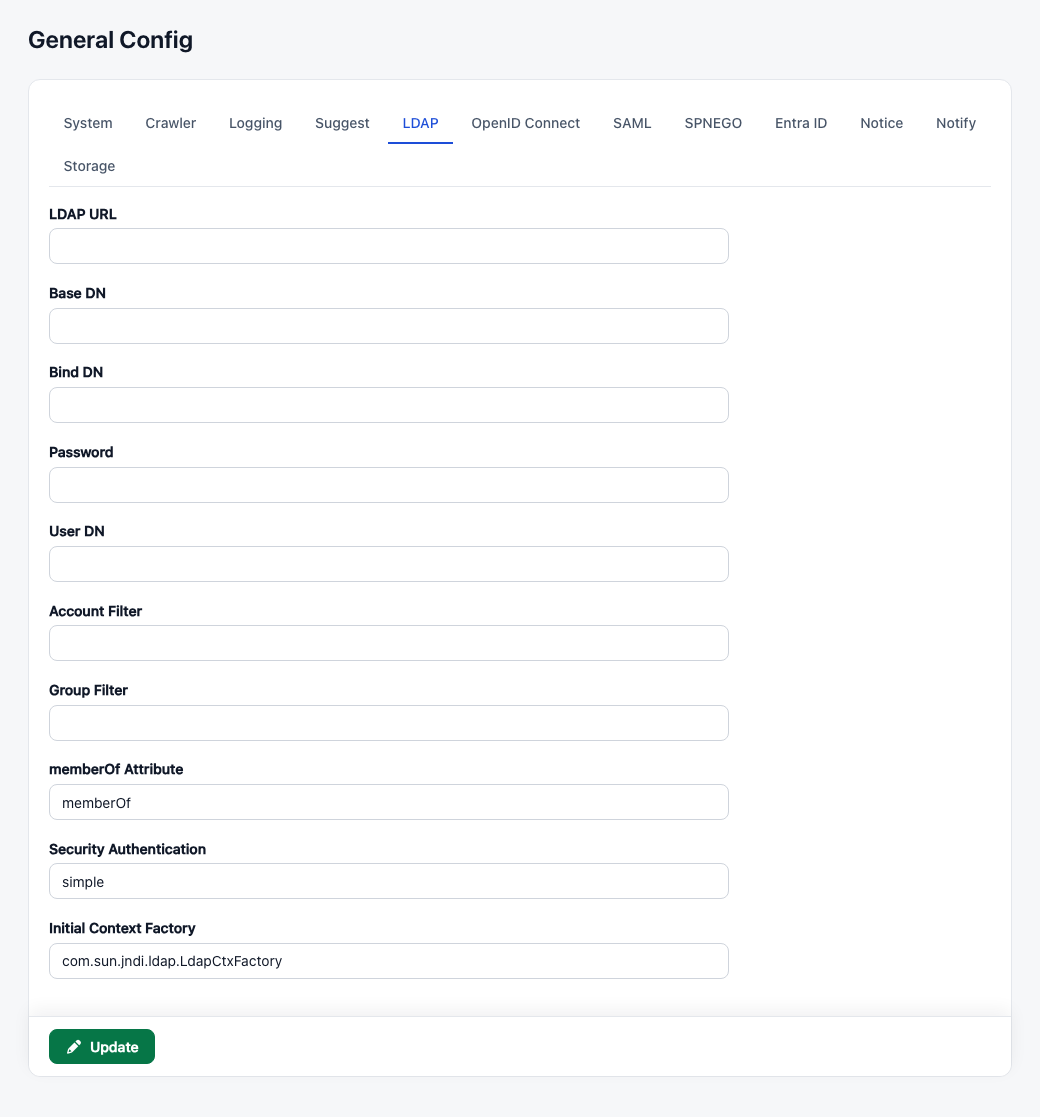 General Config
System Crawler Logging Suggest LDAP OpenID Connect SAML SPNEGO Entra ID Notice Notify
Storage
LDAP URL
Base DN
Bind DN
Password
User DN
Account Filter
Group Filter
memberOf Attribute
memberOf
Security Authentication
simple
Initial Context Factory
com.sun.jndi.ldap.LdapCtxFactory
Update